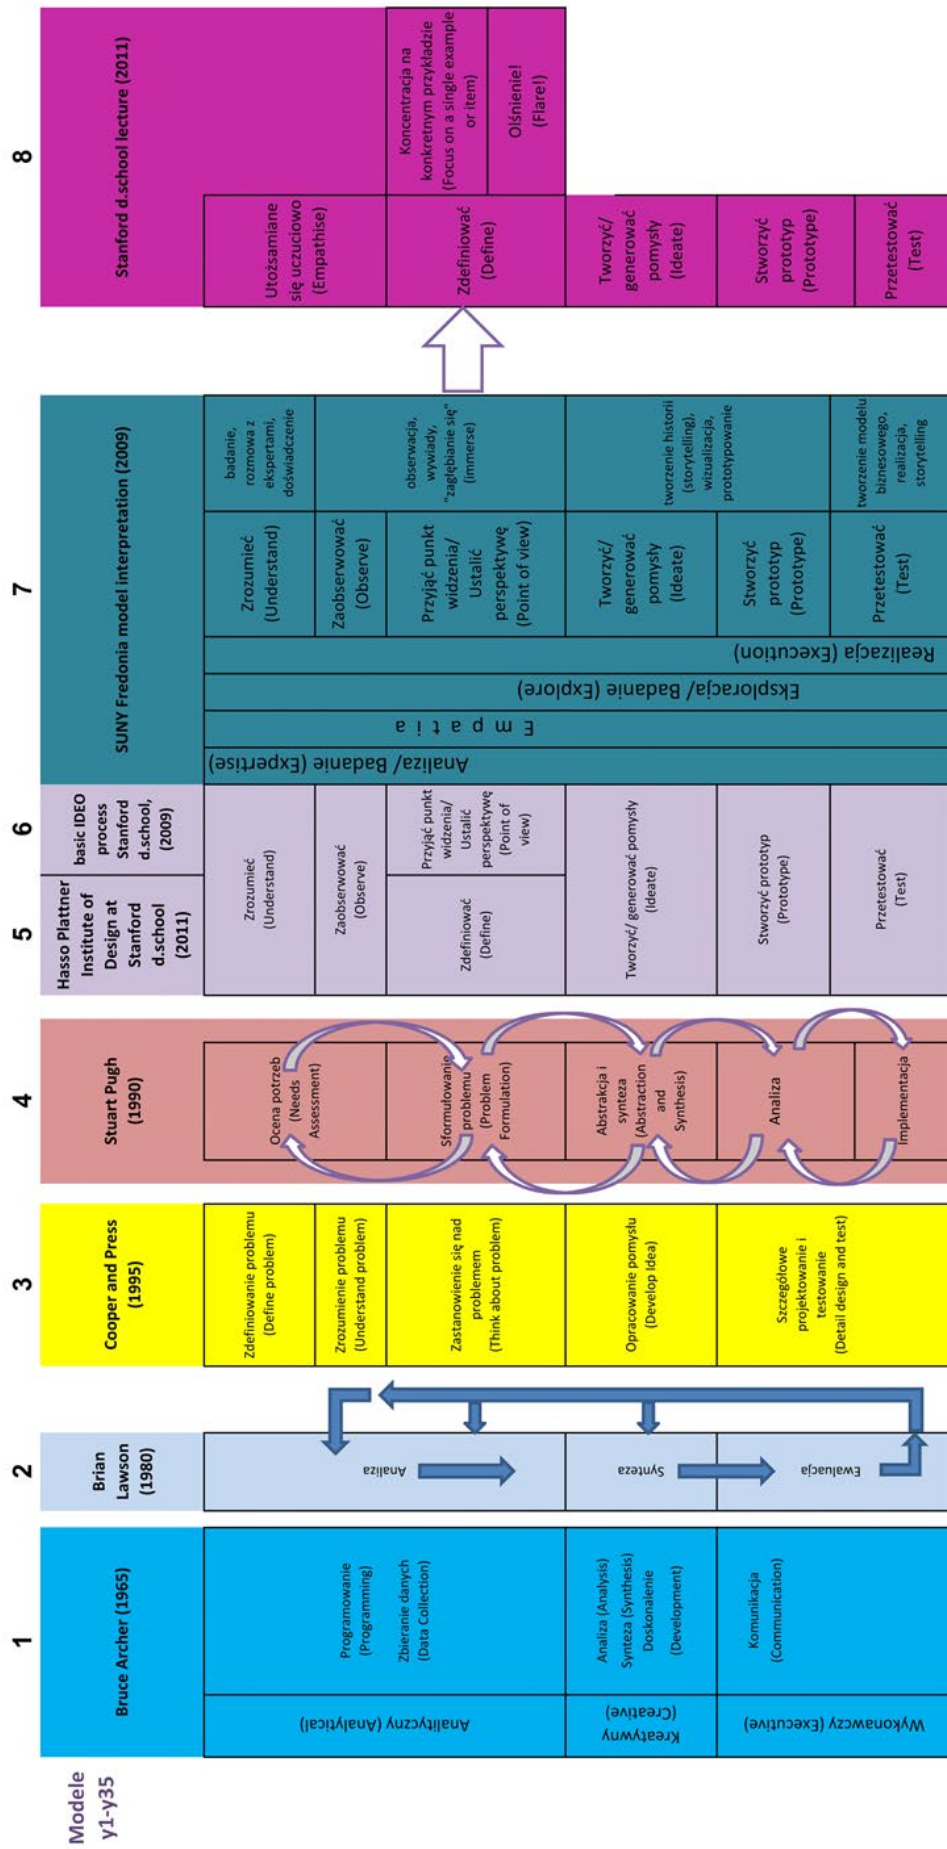 Modele
y1-y35
1
Bruce Archer (1965)
Analityczny (Analytical)
Programowanie
(Programming)
Zbieranie danych
(Data Collection)
Kreatywny
(Creative)
Analiza (Analysis)
Synteza (Synthesis)
Doskonalenie
(Development)
Wykonawczy (Executive)
Komunikacja
(Communication)
2
Brian
Lawson
(1980)
Analiza
Synteza
Ewaluacja
3
Cooper and Press
(1995)
Zdefiniowanie problemu
(Define problem)
Zrozumienie problemu
(Understand problem)
Zastanowienie się nad
problemem
(Think about problem)
Opracowanie pomysłu
(Develop Idea)
Szczegółowe
projektowanie i
testowanie
(Detail design and test)
4
Stuart Pugh
(1990)
Ocena potrzeb
(Needs
Assessment)
Sformułowanie
problemu
(Problem
Formulation)
Abstrakcja i
synteza
(Abstraction
and
Synthesis)
Analiza
Implementacja
5
Hasso Plattner
Institute of
Design at
Stanford
d.school
(2011)
6
basic IDEO
process
Stanford
d.school,
(2009)
Zrozumieć
(Understand)
Zaobserwować
(Observe)
Zdefiniować
(Define)
Przyjąć punkt
widzenia/
Ustalić
perspektywę
(Point of
view)
Tworzyć/ generować pomysły
(Ideate)
Stworzyć prototyp
(Prototype)
Przetestować
(Test)
7
SUNY Fredonia model interpretation (2009)
Analiza/ Badanie (Expertise)
Empatia
Eksploracja/ Badanie (Explore)
Realizacja (Execution)
Zrozumieć
(Understand)
badanie,
rozmowa z
ekspertami,
doświadczenie
Zaobserwować
(Observe)
Przyjąć punkt
widzenia/
Ustalić
perspektywę
(Point of view)
obserwacja,
wywiady,
"zagłębianie się"
(immerse)
Tworzyć/
generować
pomysły
(Ideate)
Stworzyć
prototyp
(Prototype)
tworzenie historii
(storytelling),
wizualizacja,
prototypowanie
Przetestować
(Test)
tworzenie modelu
biznesowego,
realizacja,
storytelling
8
Stanford d.school lecture (2011)
Utożsamiane
się uczuciowo
(Empathise)
Zdefiniować
(Define)
Koncentracja na
konkretnym przykładzie
(Focus on a single example
or item)
Olśnienie!
(Flare!)
Tworzyć/
generować
pomysły
(Ideate)
Stworzyć
prototyp
(Prototype)
Przetestować
(Test)